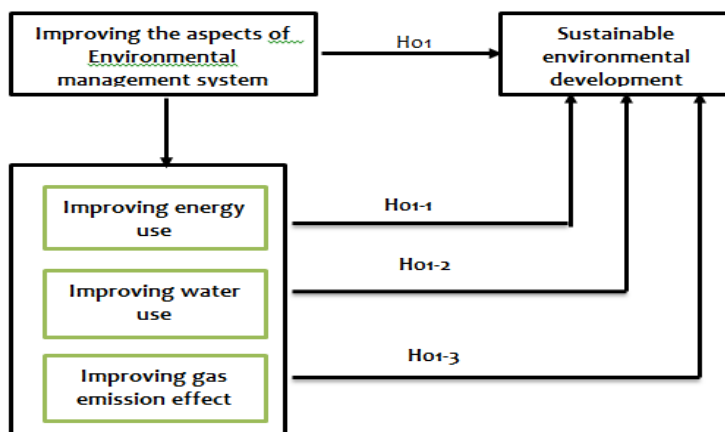 Improving the aspects of
Environmental
management system
Ho1
Sustainable
environmental
development
Improving energy
use
Ho1-1
Improving water
use
Ho1-2
Improving gas
emission effect
Ho1-3